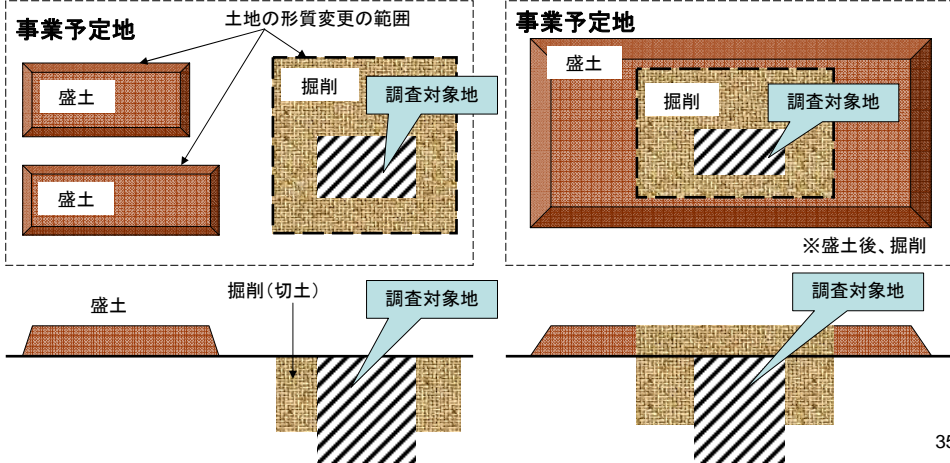 事業予定地
土地の形質変更の範囲
盛土
掘削
調査対象地
盛土
事業予定地
盛土
掘削
調査対象地
※盛土後、掘削
盛土
掘削(切土)
調査対象地
調査対象地
35